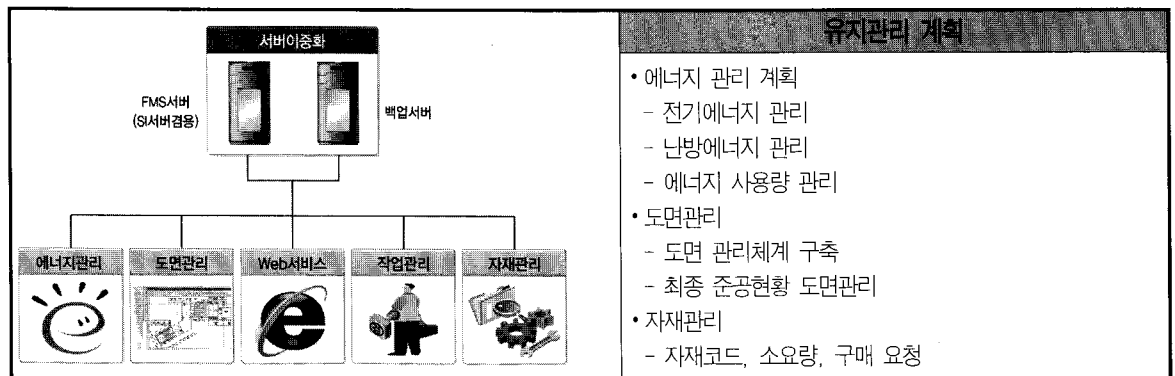 서버이중화
FMS서버
(SI서버겸용)
백업서버
에너지관리
도면관리
Web서비스
작업관리
자재관리
유지관리 계획
• 에너지 관리 계획
- 전기에너지 관리
- 난방에너지 관리
- 에너지 사용량 관리
• 도면관리
- 도면 관리체계 구축
- 최종 준공현황 도면관리
• 자재관리
- 자재코드, 소요량, 구매 요청